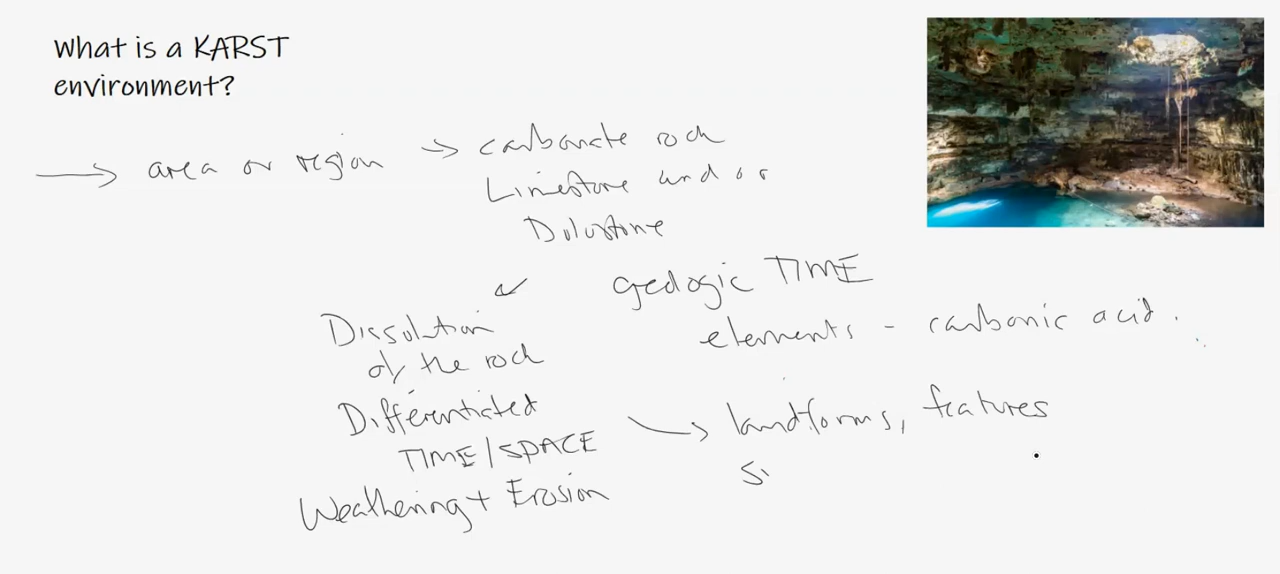 What is a KARST
environment?
→ area or region → carbonate rock
Limestone and or
Dolostone
geologic TIME
elements - carbonic acid.
Dissolution
of the rock
Differentiated
TIME/SPACE
Weathering + Erosion
→ landforms, features